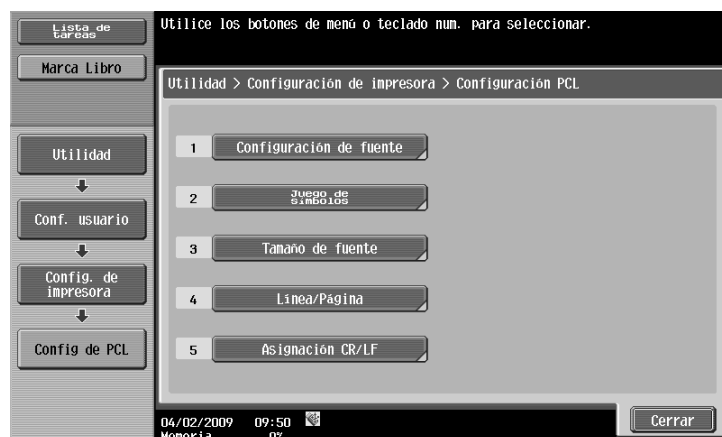 Lista de
tareas
Utilice los botones de menú o teclado num. para seleccionar.
Marca Libro
Utilidad > Configuración de impresora > Configuración PCL
Utilidad
Conf. usuario
Config. de
impresora
Config de PCL
1 Configuración de fuente
2 Juego de
símbolos
3 Tamaño de fuente
4 Línea/Página
5 Asignación CR/LF
04/02/2009 09:50
Memoria 0%
Cerrar